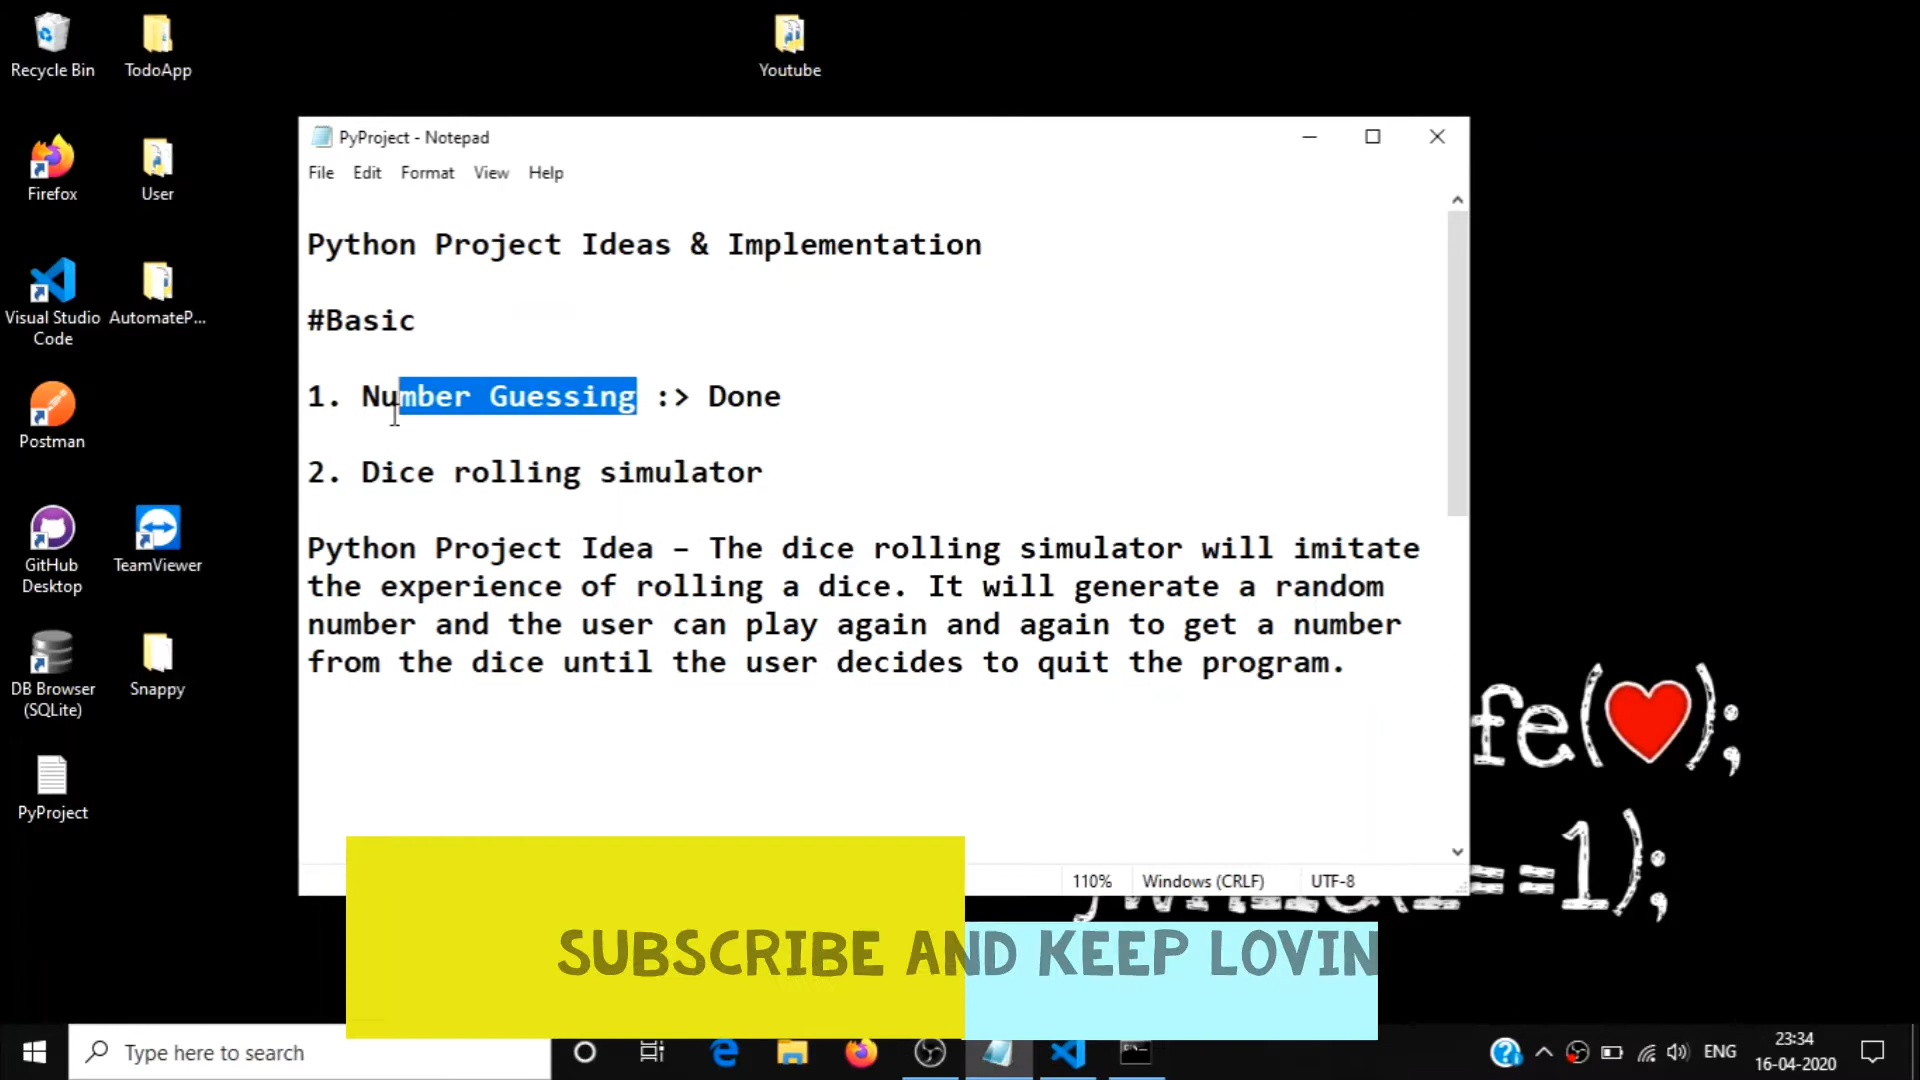 Recycle Bin
TodoApp
Youtube
Firefox
User
Visual Studio
Code
AutomateP...
Postman
GitHub
Desktop
TeamViewer
DB Browser
(SQLite)
Snappy
PyProject
PyProject - Notepad
File Edit Format View Help
Python Project Ideas & Implementation
#Basic
1. Number Guessing :> Done
2. Dice rolling simulator
Python Project Idea – The dice rolling simulator will imitate
the experience of rolling a dice. It will generate a random
number and the user can play again and again to get a number
from the dice until the user decides to quit the program.
110% Windows (CRLF) UTF-8
fe( );
==1);
SUBSCRIBE AND KEEP LOVIN
Type here to search
ENG
23:34
16-04-2020